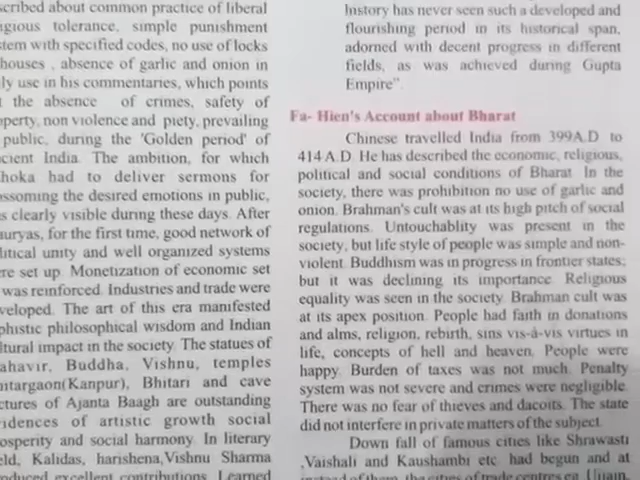 scribed about common practice of liberal
igious tolerance, simple punishment
stem with specified codes, no use of locks
houses , absence of garlic and onion in
ly use in his commentaries, which points
t the absence of crimes, safety of
operty, non violence and piety, prevailing
public, during the 'Golden period' of
cient India. The ambition, for which
hoka had to deliver sermons for
ssoming the desired emotions in public,
s clearly visible during these days. After
auryas, for the first time, good network of
litical unity and well organized systems
re set up. Monetization of economic set
was reinforced. Industries and trade were
veloped. The art of this era manifested
phistic philosophical wisdom and Indian
ltural impact in the society. The statues of
ahavir, Buddha, Vishnu, temples
hitargaon(Kanpur), Bhitari and cave
ctures of Ajanta Baagh are outstanding
idences of artistic growth social
osperity and social harmony. In literary
eld, Kalidas, harishena,Vishnu Sharma
oduced excellent contributions. Learned
history has never seen such a developed and
flourishing period in its historical span,
adorned with decent progress in different
fields, as was achieved during Gupta
Empire".
Fa- Hien's Account about Bharat
Chinese travelled India from 399A.D to
414 A.D. He has described the economic, religious,
political and social conditions of Bharat. In the
society, there was prohibition no use of garlic and
onion. Brahman's cult was at its high pitch of social
regulations. Untouchablity was present in the
society, but life style of people was simple and non-
violent. Buddhism was in progress in frontier states;
but it was declining its importance. Religious
equality was seen in the society. Brahman cult was
at its apex position. People had faith in donations
and alms, religion, rebirth, sins vis-à-vis virtues in
life, concepts of hell and heaven. People were
happy. Burden of taxes was not much. Penalty
system was not severe and crimes were negligible.
There was no fear of thieves and dacoits. The state
did not interfere in private matters of the subject.
Down fall of famous cities like Shrawasti
,Vaishali and Kaushambi etc. had begun and at
instead of them, the cities of trade centres eg. Ujjain,